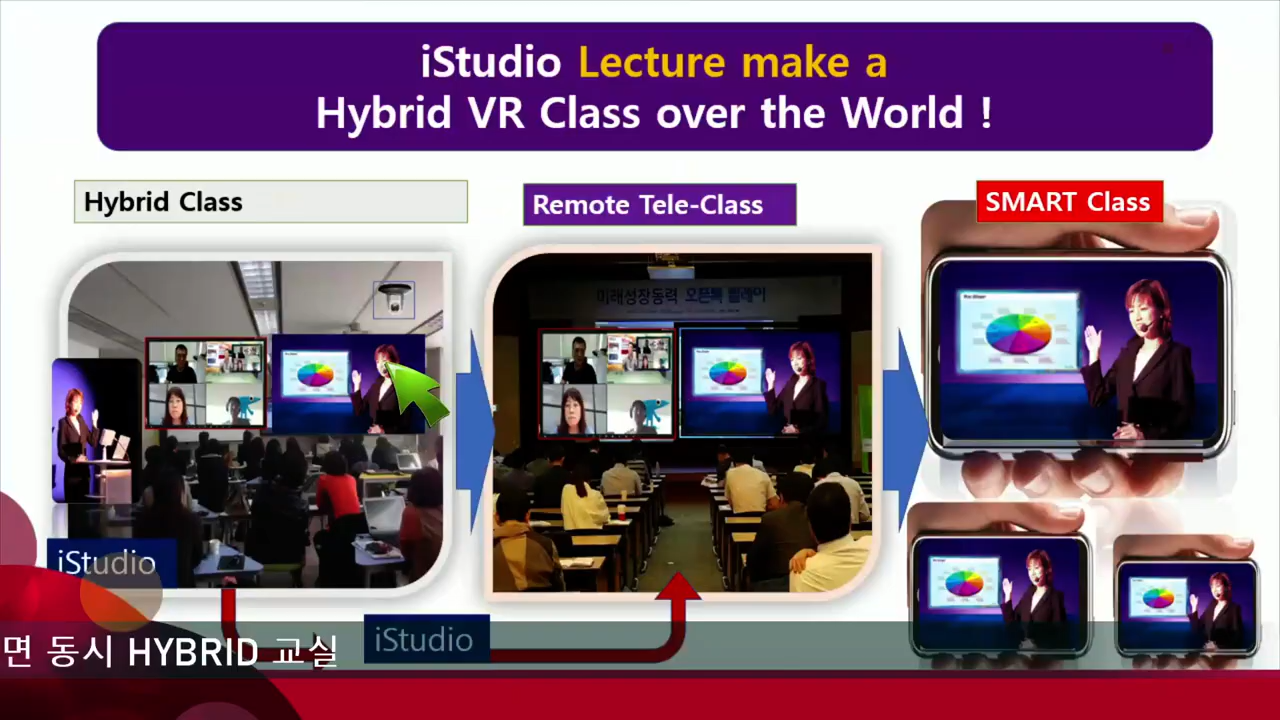 iStudio Lecture make a
Hybrid VR Class over the World !
Hybrid Class
Remote Tele-Class
SMART Class
미래성장동력 오픈톡 릴레이
iStudio
iStudio
면 동시 HYBRID 교실